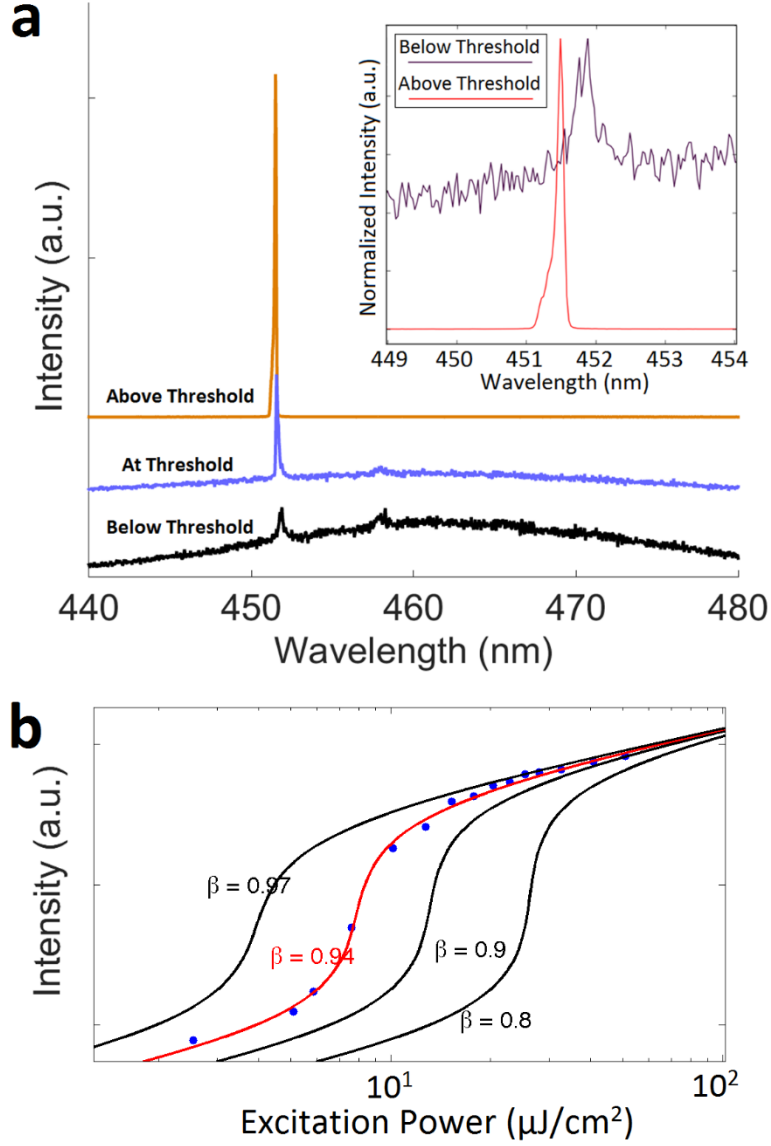 a
Intensity (a.u.)
Above Threshold
At Threshold
Below Threshold
440
450
460
470
480
Wavelength (nm)
Normalized Intensity (a.u.)
Below Threshold
Above Threshold
449
450
451
452
453
454
Wavelength (nm)
b
Intensity (a.u.)
β = 0.97
β = 0.94
β = 0.9
β = 0.8
10¹
10²
Excitation Power (µJ/cm²)